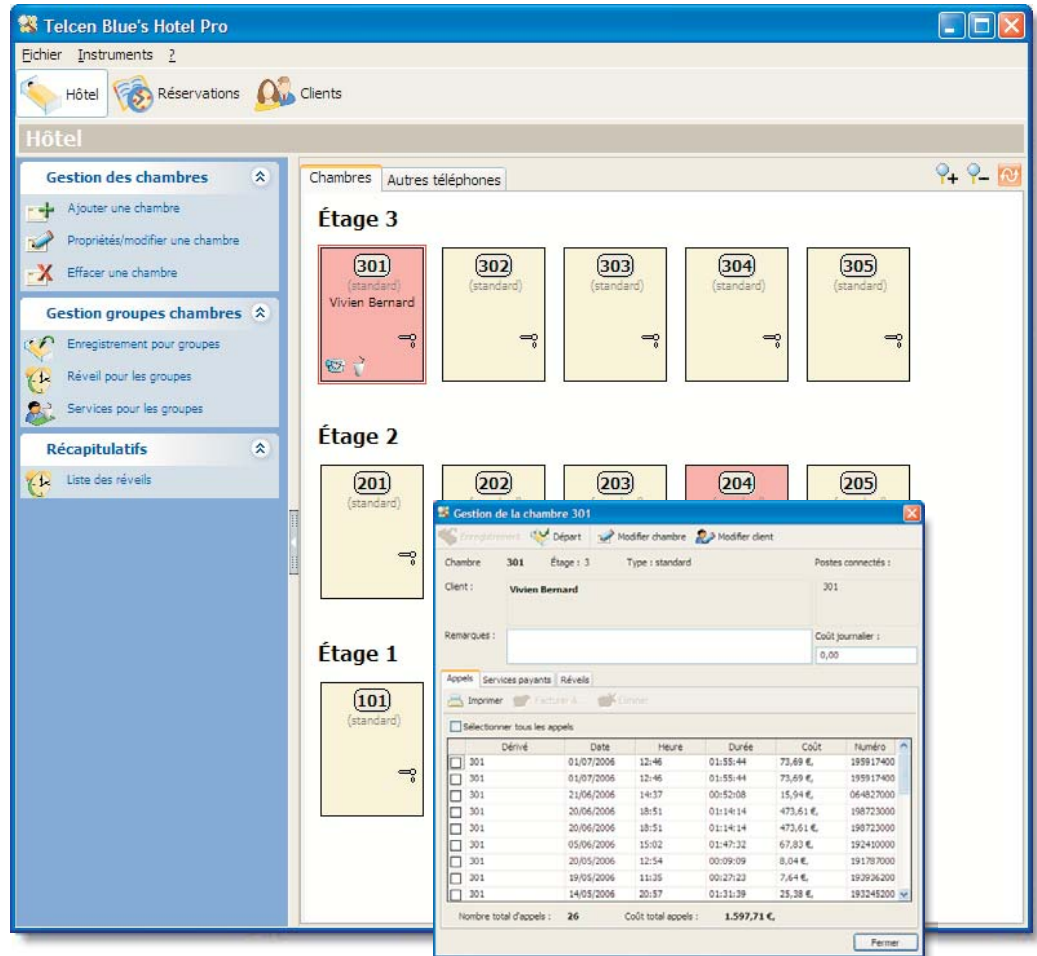 Telcen Blue's Hotel Pro
Fichier Instruments ?
Hôtel Réservations Clients
Hôtel
Gestion des chambres
Ajouter une chambre
Propriétés/modifier une chambre
Effacer une chambre
Gestion groupes chambres
Enregistrement pour groupes
Réveil pour les groupes
Services pour les groupes
Récapitulatifs
Liste des réveils
Chambres Autres téléphones
Étage 3
301 302 303 304 305
(standard) (standard) (standard) (standard) (standard)
Vivien Bernard
Étage 2
201 202 203 204 205
(standard)
Étage 1
101
(standard)
Gestion de la chambre 301
Enregistrement Départ Modifier chambre Modifier client
Chambre 301 Étage : 3 Type : standard Postes connectés :
Client : Vivien Bernard 301
Remarques : Coût journalier :
0,00
Appels Services payants Réveils
Imprimer Facturer À...
Sélectionner tous les appels
Dérivé Date Heure Durée Coût Numéro
301 01/07/2006 12:46 01:55:44 73,69 €, 195917400
301 01/07/2006 12:46 01:55:44 73,69 €, 195917400
301 21/06/2006 14:37 00:52:08 15,94 €, 064827000
301 20/06/2006 18:51 01:14:14 473,61 €, 198723000
301 20/06/2006 18:51 01:14:14 473,61 €, 198723000
301 05/06/2006 15:02 01:47:32 67,83 €, 192410000
301 20/05/2006 12:54 00:09:09 8,04 €, 191787000
301 19/05/2006 11:35 00:27:23 7,64 €, 193936200
301 14/05/2006 20:57 01:31:39 25,38 €, 193245200
Nombre total d'appels : 26 Coût total appels : 1.597,71 €,
Fermer